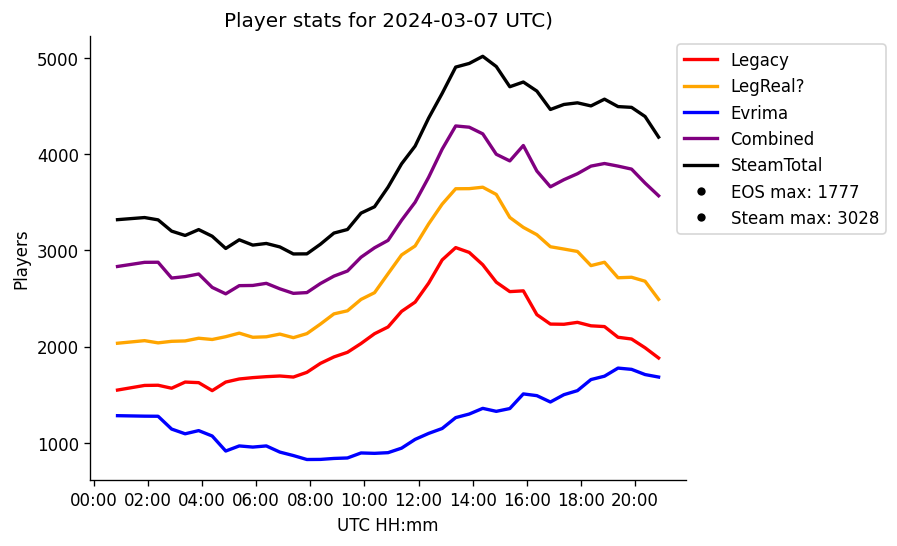 Player stats for 2024-03-07 UTC)
5000
4000
3000
2000
1000
Players
00:00 02:00 04:00 06:00 08:00 10:00 12:00 14:00 16:00 18:00 20:00
UTC HH:mm
Legacy
LegReal?
Evrima
Combined
SteamTotal
EOS max: 1777
Steam max: 3028